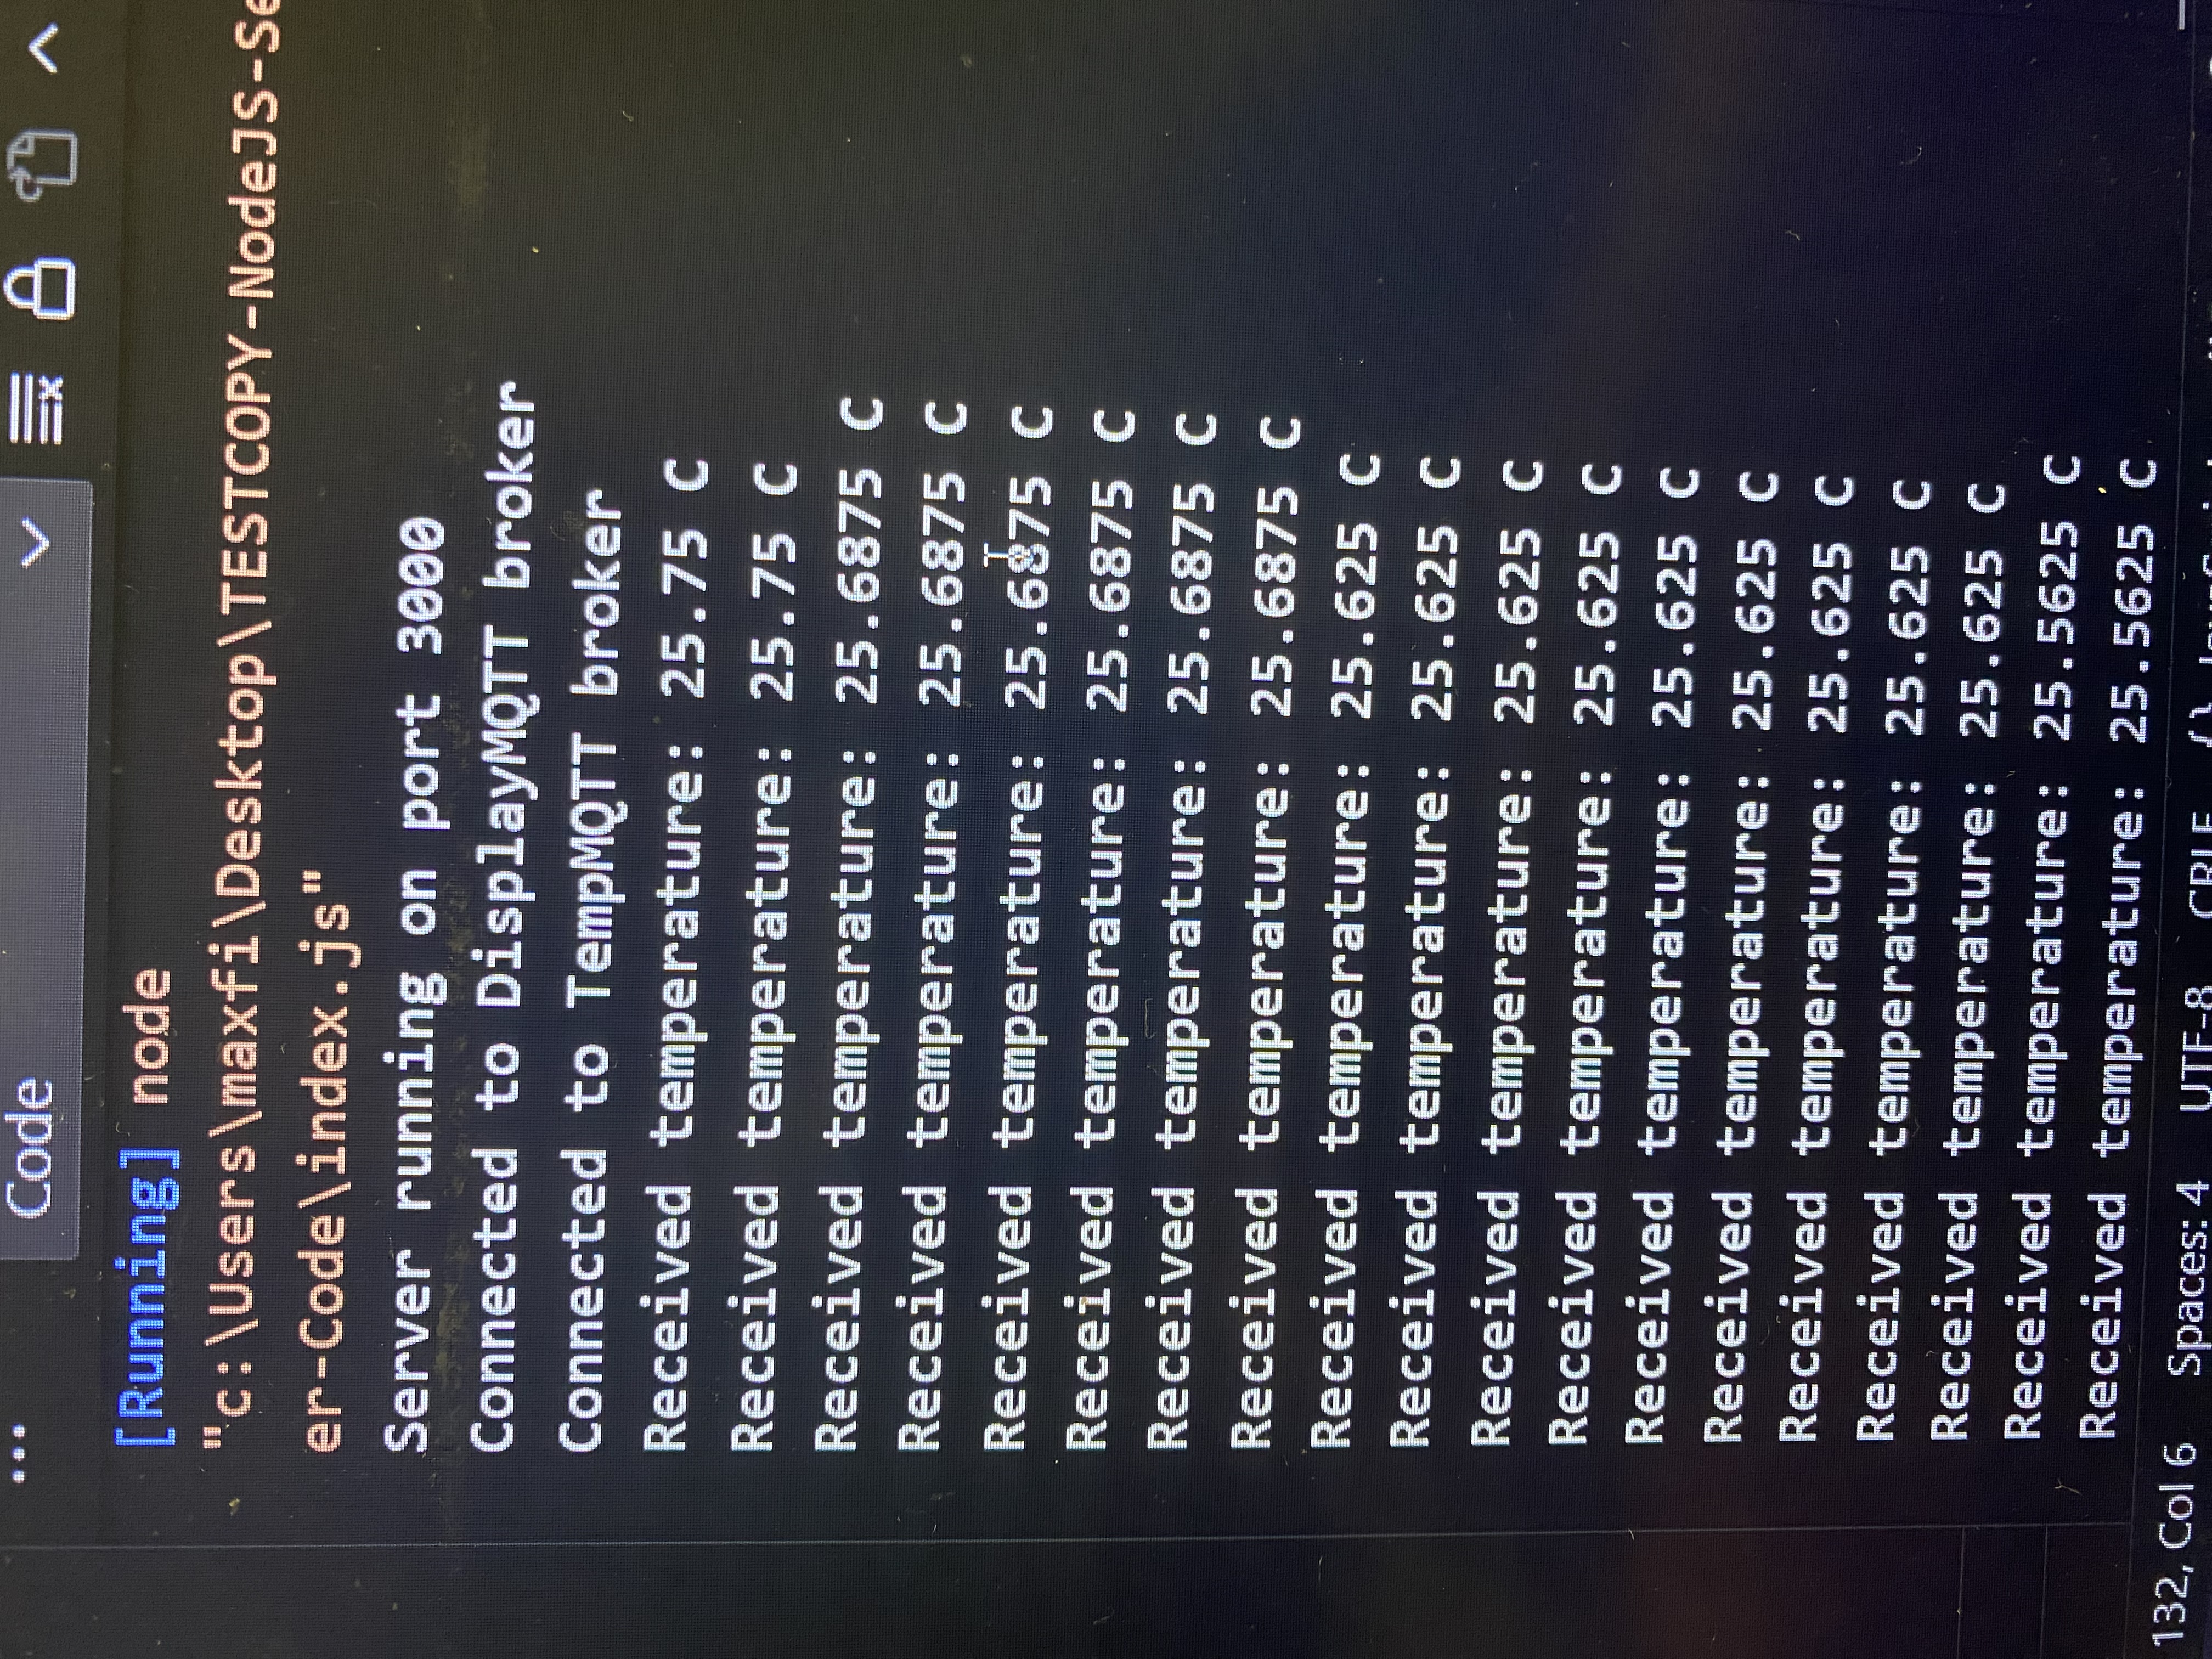 Code
[Running] node
"c:\Users\maxfi\Desktop\TESTCOPY-NodeJS-Se
er-Code\index.js"
Server running on port 3000
Connected to DisplayMQTT broker
Connected to TempMQTT broker
Received temperature: 25.75 C
Received temperature: 25.75 C
Received temperature: 25.6875 C
Received temperature: 25.6875 C
Received temperature: 25.6875 C
Received temperature: 25.6875 C
Received temperature: 25.6875 C
Received temperature: 25.6875 C
Received temperature: 25.625 C
Received temperature: 25.625 C
Received temperature: 25.625 C
Received temperature: 25.625 C
Received temperature: 25.625 C
Received temperature: 25.625 C
Received temperature: 25.625 C
Received temperature: 25.625 C
Received temperature: 25.625 C
Received temperature: 25.5625 C
Received temperature: 25.5625 C
132, Col 6 Spaces: 4 UTF-8 CRLF {}